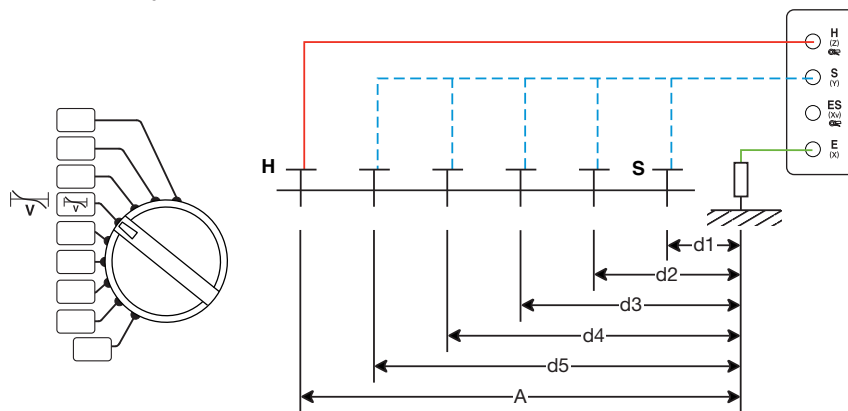 H
(Z)
S
(Y)
ES
(Xv)
E
(X)
H
S
V
V
d1
d2
d3
d4
d5
A